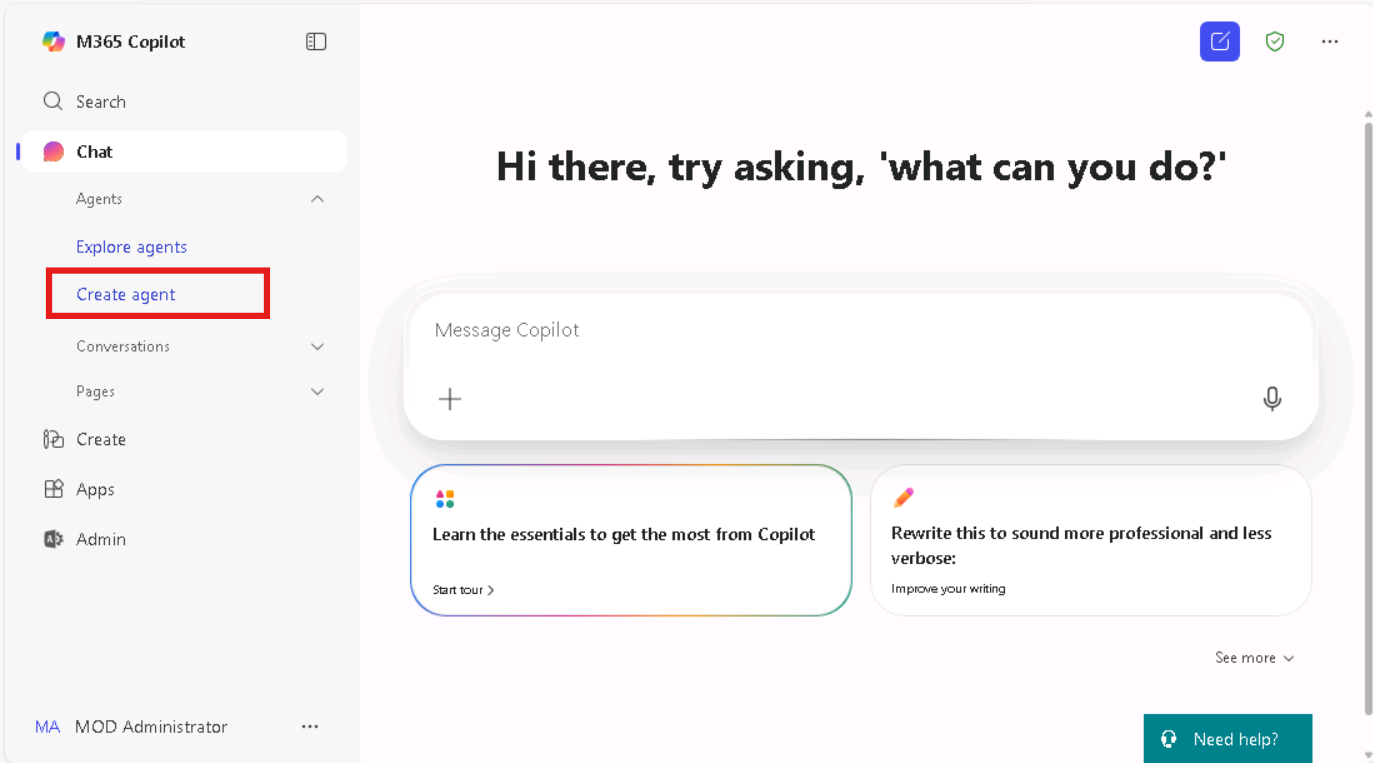 M365 Copilot
Search
Chat
Agents
Explore agents
Create agent
Conversations
Pages
Create
Apps
Admin
MA MOD Administrator
Hi there, try asking, 'what can you do?'
Message Copilot
Learn the essentials to get the most from Copilot
Start tour
Rewrite this to sound more professional and less
verbose:
Improve your writing
See more
Need help?